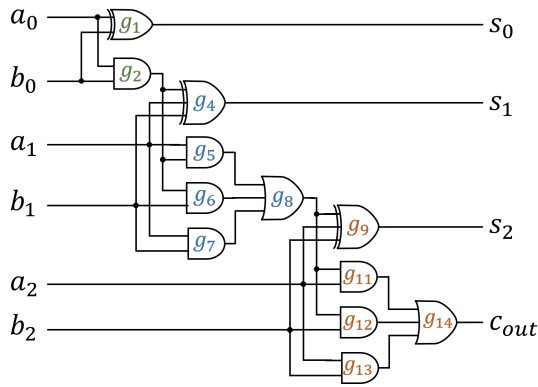 a₀ g₁ s₀
b₀ g₂
g₄ s₁
a₁ g₅
b₁ g₆ g₈
g₇ g₉ s₂
a₂ g₁₁
b₂ g₁₂ g₁₄ c_out
g₁₃